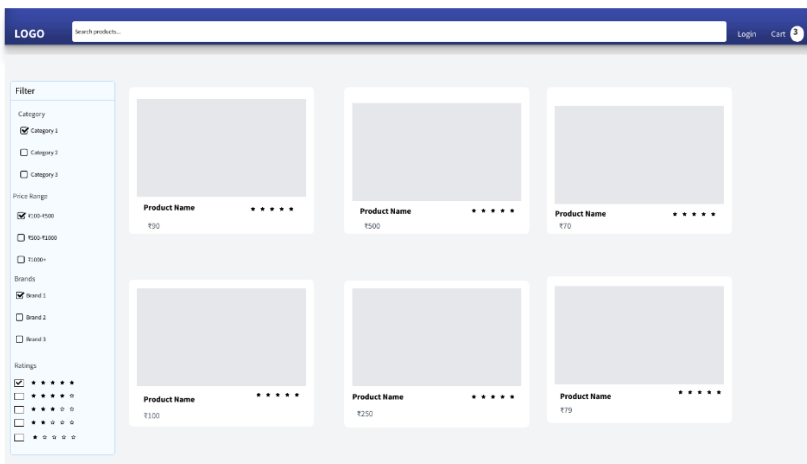 LOGO
Search products...
Login
Cart
3
Filter
Category
Category 1
Category 2
Category 3
Price Range
₹100-₹500
₹500-₹1000
₹1000+
Brands
Brand 1
Brand 2
Brand 3
Ratings
Product Name
₹90
Product Name
₹500
Product Name
₹70
Product Name
₹100
Product Name
₹250
Product Name
₹79